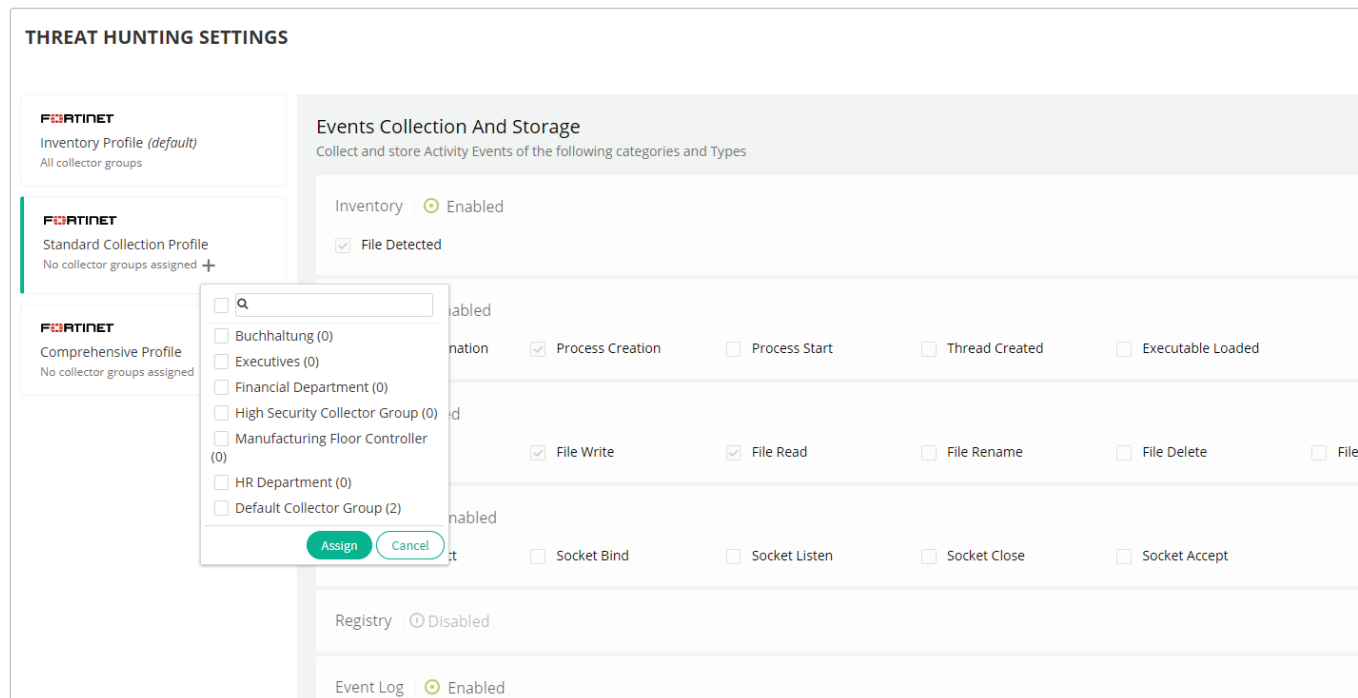 THREAT HUNTING SETTINGS
FORTINET
Inventory Profile (default)
All collector groups
FORTINET
Standard Collection Profile
No collector groups assigned
FORTINET
Comprehensive Profile
No collector groups assigned
Buchhaltung (0)
Executives (0)
Financial Department (0)
High Security Collector Group (0)
Manufacturing Floor Controller
(0)
HR Department (0)
Default Collector Group (2)
Assign Cancel
Events Collection And Storage
Collect and store Activity Events of the following categories and Types
Inventory Enabled
File Detected
Process Creation Process Start Thread Created Executable Loaded
File Write File Read File Rename File Delete File
Socket Bind Socket Listen Socket Close Socket Accept
Registry Disabled
Event Log Enabled